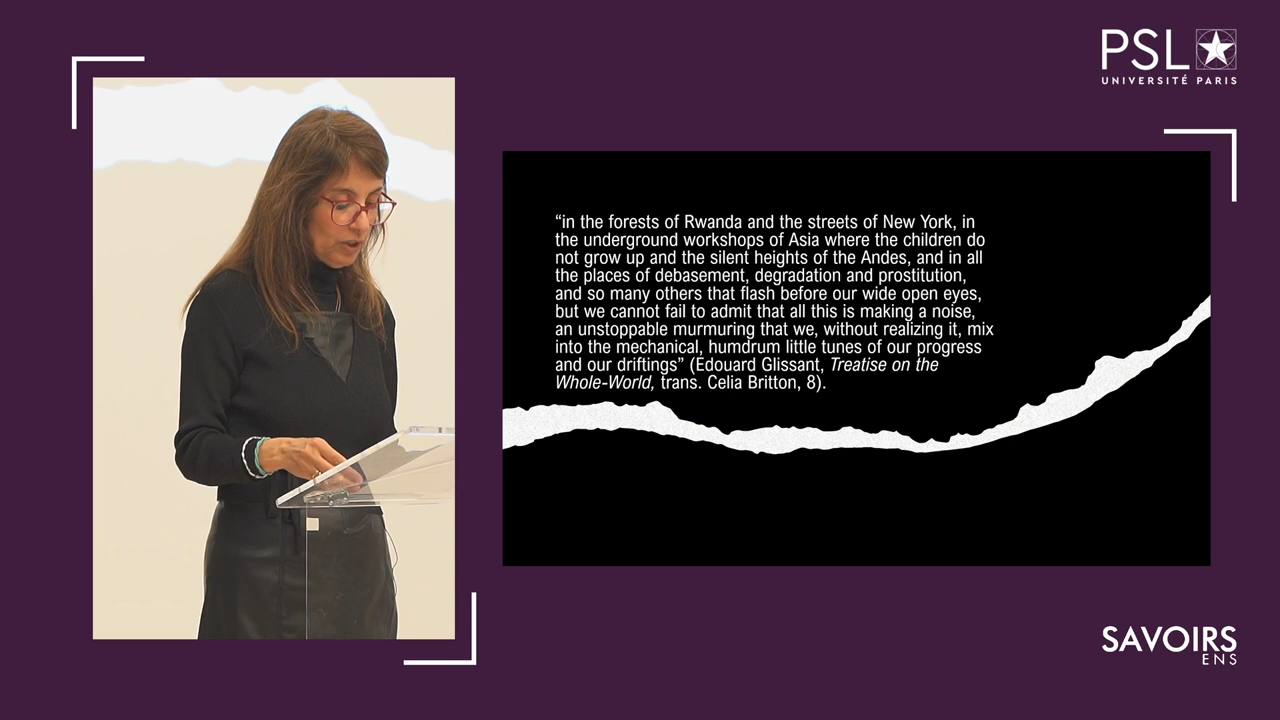 PSL
UNIVERSITÉ PARIS
“in the forests of Rwanda and the streets of New York, in
the underground workshops of Asia where the children do
not grow up and the silent heights of the Andes, and in all
the places of debasement, degradation and prostitution,
and so many others that flash before our wide open eyes,
but we cannot fail to admit that all this is making a noise,
an unstoppable murmuring that we, without realizing it, mix
into the mechanical, humdrum little tunes of our progress
and our driftings” (Edouard Glissant, Treatise on the
Whole-World, trans. Celia Britton, 8).
SAVOIRS
ENS